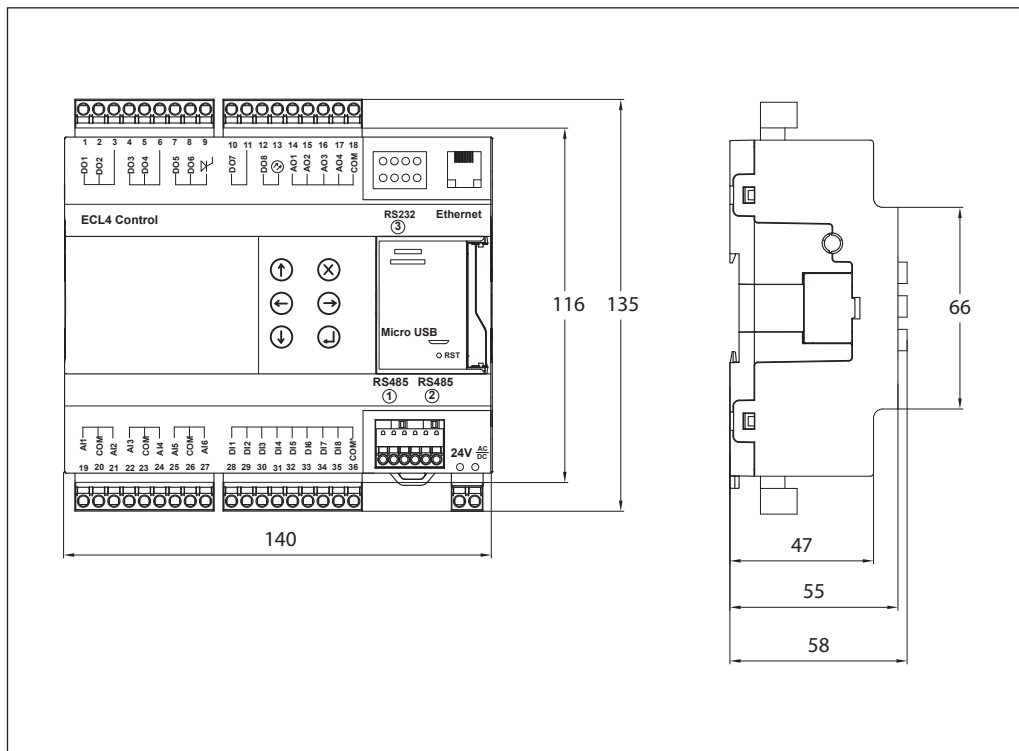 1 2 3 4 5 6 7 8 9 10 11 12 13 14 15 16 17 18
DO1 DO2 DO3 DO4 DO5 DO6 DO7 DO8 AO1 AO2 AO3 AO4 COM
ECL4 Control
RS232
3
Ethernet
116
135
66
Micro USB
RST
RS485 RS485
1 2
AI1 COM AI2 AI3 COM AI4 AI5 COM AI6 DI1 DI2 DI3 DI4 DI5 DI6 DI7 DI8 COM'
24V AC
DC
19 20 21 22 23 24 25 26 27 28 29 30 31 32 33 34 35 36
140
47
55
58